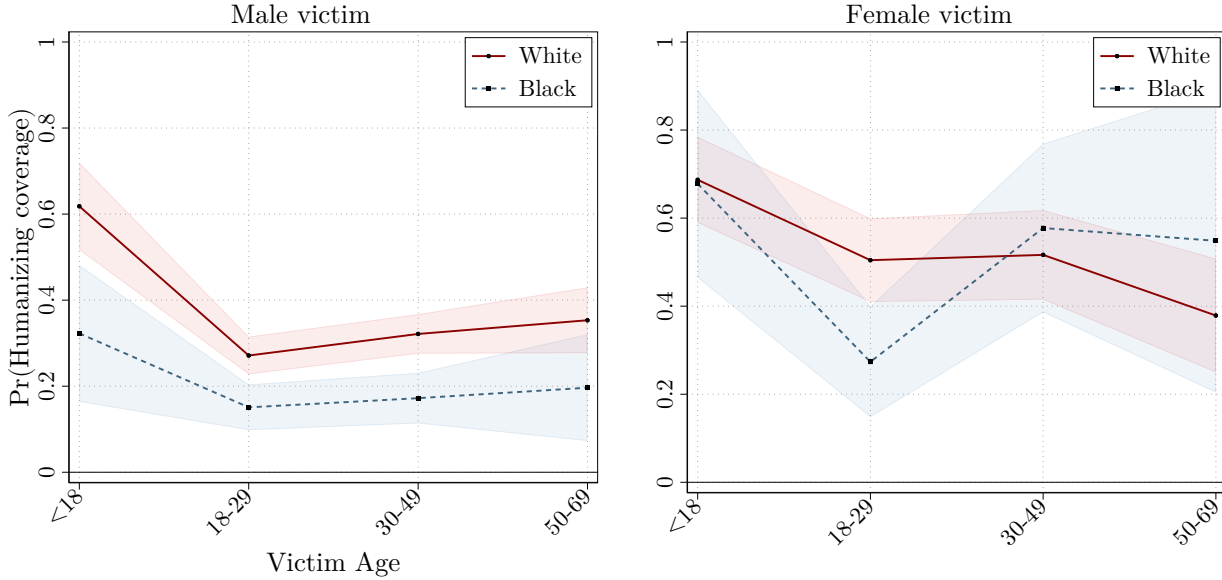 Male victim
Female victim
Pr(Humanizing coverage)
1
0.8
0.6
0.4
0.2
0
White
Black
<18
18-29
30-49
50-69
Victim Age
1
0.8
0.6
0.4
0.2
0
White
Black
<18
18-29
30-49
50-69